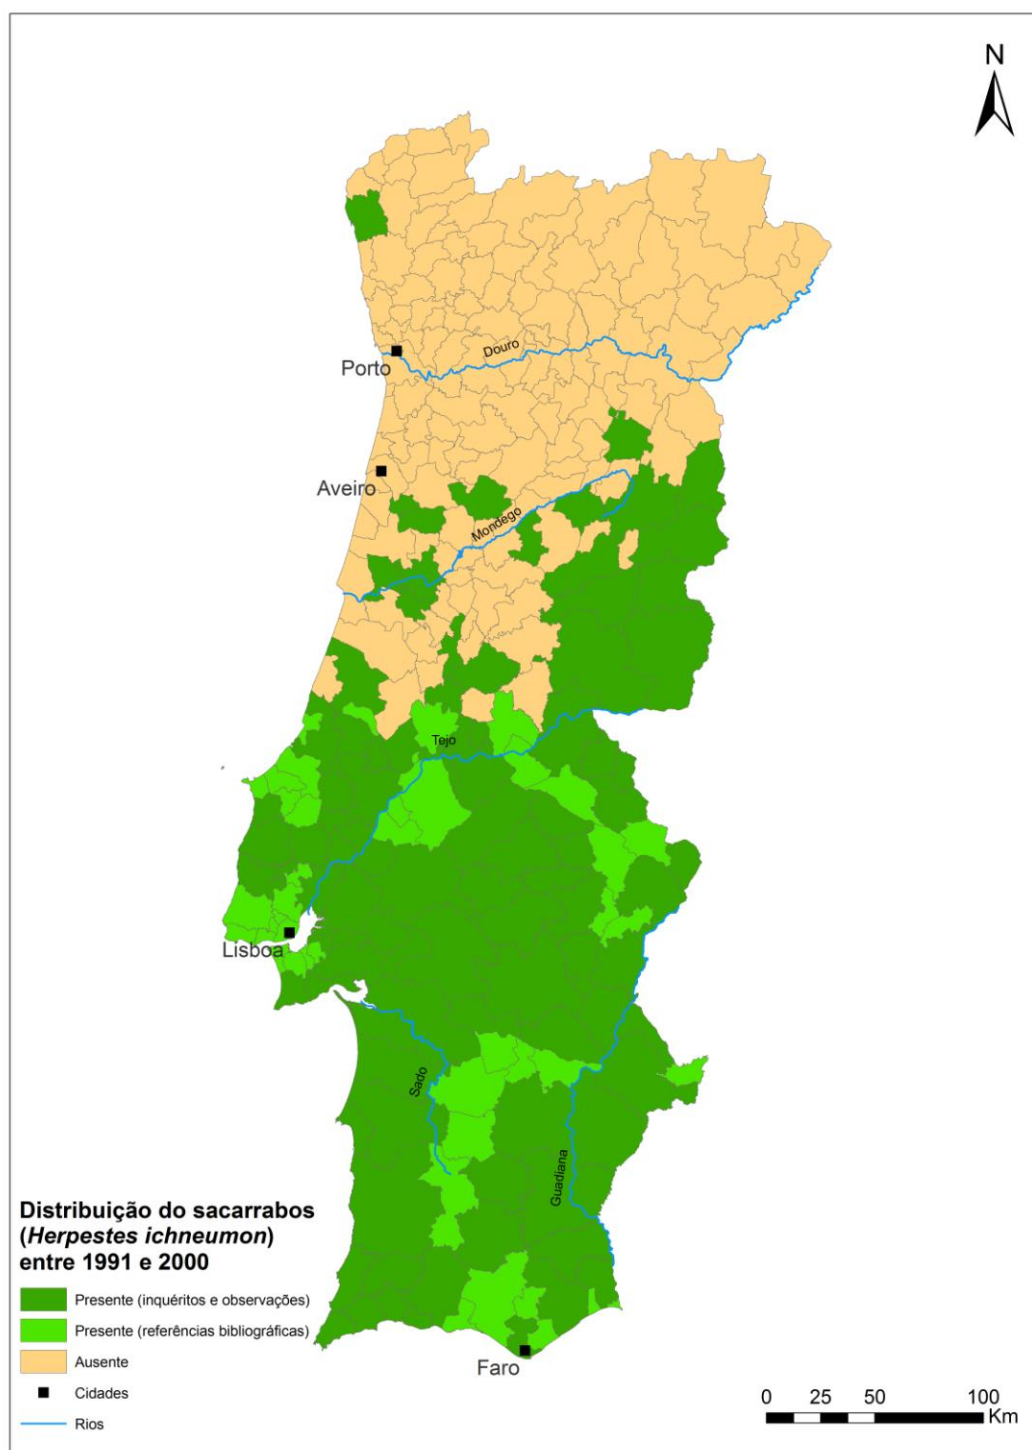 N
Porto
Douro
Aveiro
Mondego
Tejo
Lisboa
Sado
Guadiana
Faro
Distribuição do sacarrabos
(Herpestes ichneumon)
entre 1991 e 2000
Presente (inquéritos e observações)
Presente (referências bibliográficas)
Ausente
Cidades
Rios
0 25 50 100
Km